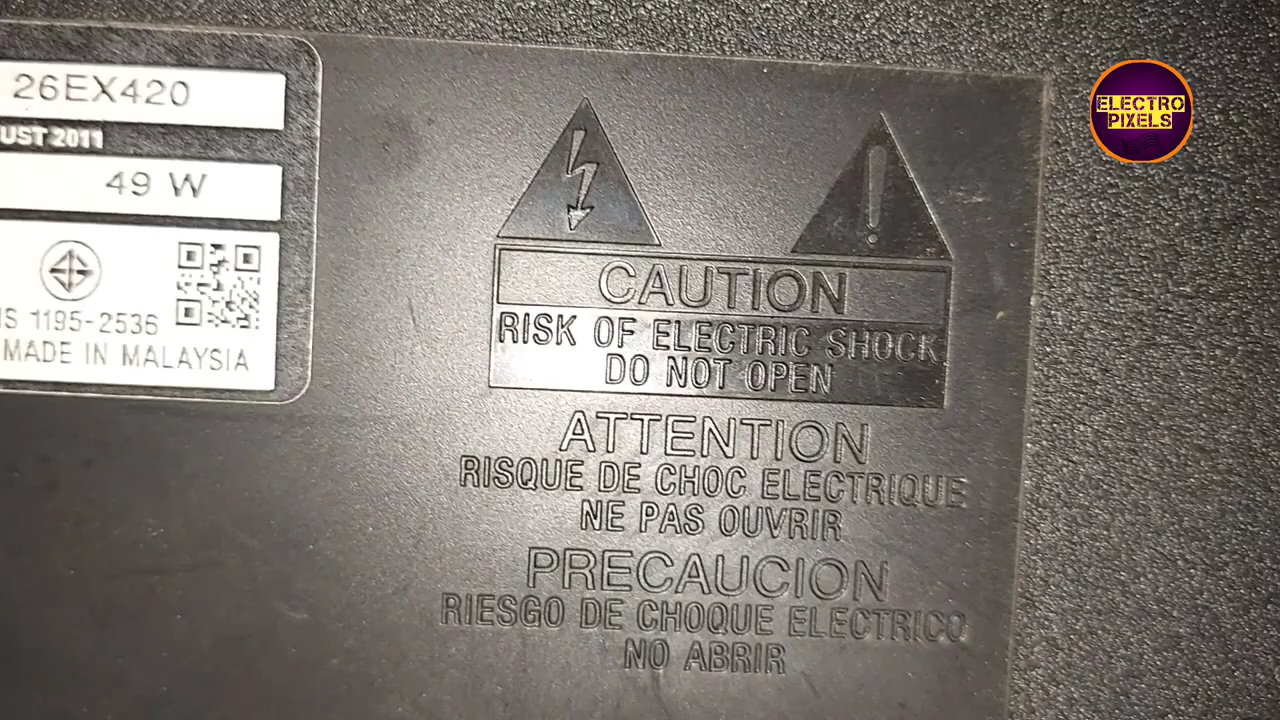 26EX420
UST 2011
49 W
IS 1195-2536
MADE IN MALAYSIA
CAUTION
RISK OF ELECTRIC SHOCK
DO NOT OPEN
ATTENTION
RISQUE DE CHOC ELECTRIQUE
NE PAS OUVRIR
PRECAUCION
RIESGO DE CHOQUE ELECTRICO
NO ABRIR
ELECTRO
PIXELS